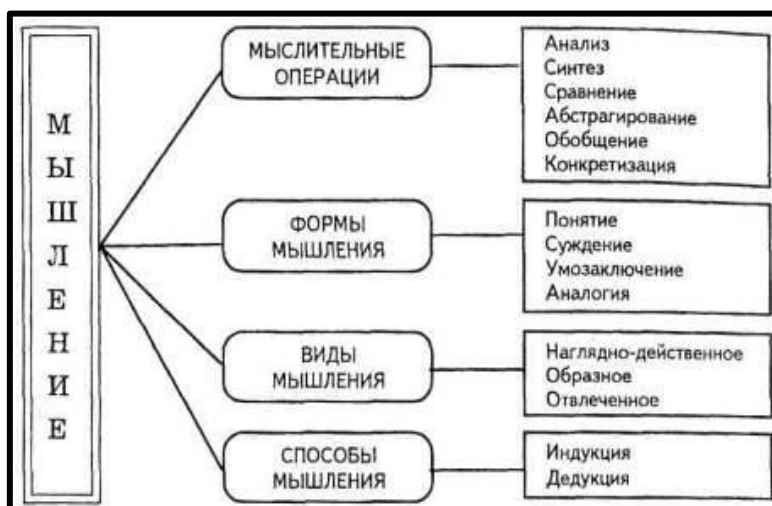 МЫШЛЕНИЕ
МЫСЛИТЕЛЬНЫЕ
ОПЕРАЦИИ
Анализ
Синтез
Сравнение
Абстрагирование
Обобщение
Конкретизация
ФОРМЫ
МЫШЛЕНИЯ
Понятие
Суждение
Умозаключение
Аналогия
ВИДЫ
МЫШЛЕНИЯ
Наглядно-действенное
Образное
Отвлеченное
СПОСОБЫ
МЫШЛЕНИЯ
Индукция
Дедукция